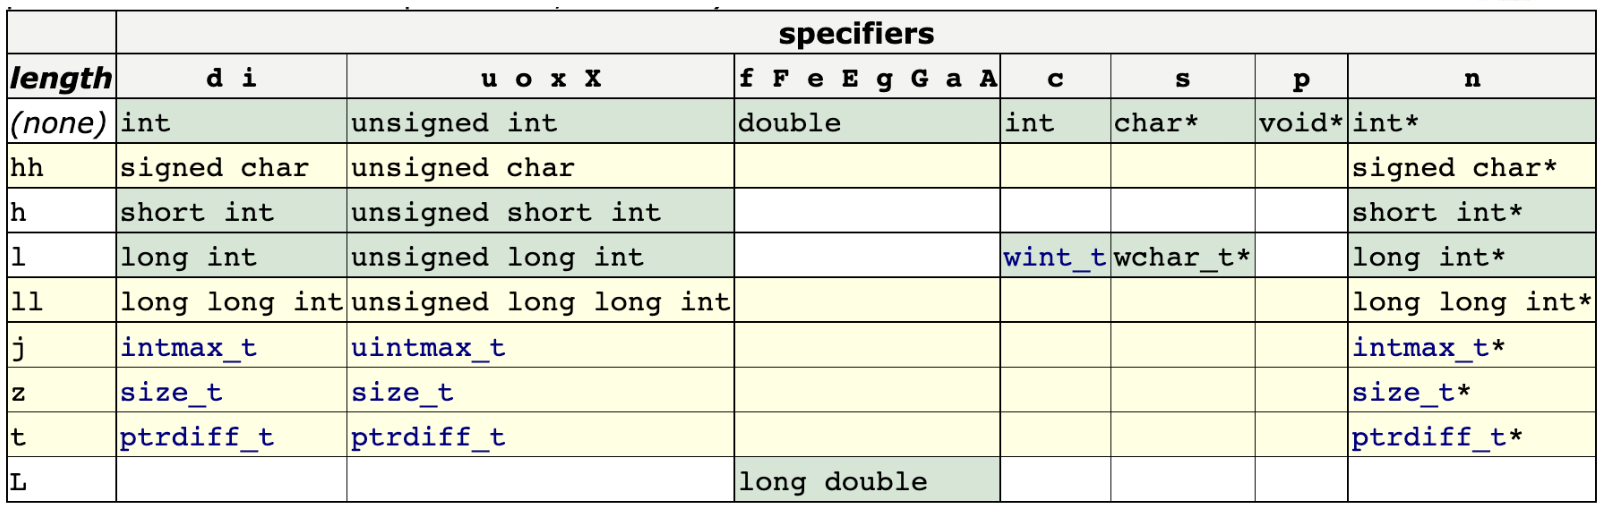 specifiers
length d i u o x X f F e E g G a A c s p n
(none) int unsigned int double int char* void* int*
hh signed char unsigned char signed char*
h short int unsigned short int short int*
l long int unsigned long int wint_t wchar_t* long int*
ll long long int unsigned long long int long long int*
j intmax_t uintmax_t intmax_t*
z size_t size_t size_t*
t ptrdiff_t ptrdiff_t ptrdiff_t*
L long double